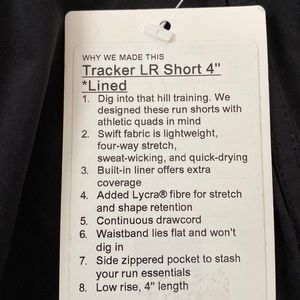 WHY WE MADE THIS
Tracker LR Short 4"
*Lined
1. Dig into that hill training. We
designed these run shorts with
athletic quads in mind
2. Swift fabric is lightweight,
four-way stretch,
sweat-wicking, and quick-drying
3. Built-in liner offers extra
coverage
4. Added Lycra® fibre for stretch
and shape retention
5. Continuous drawcord
6. Waistband lies flat and won't
dig in
7. Side zippered pocket to stash
your run essentials
8. Low rise, 4" length